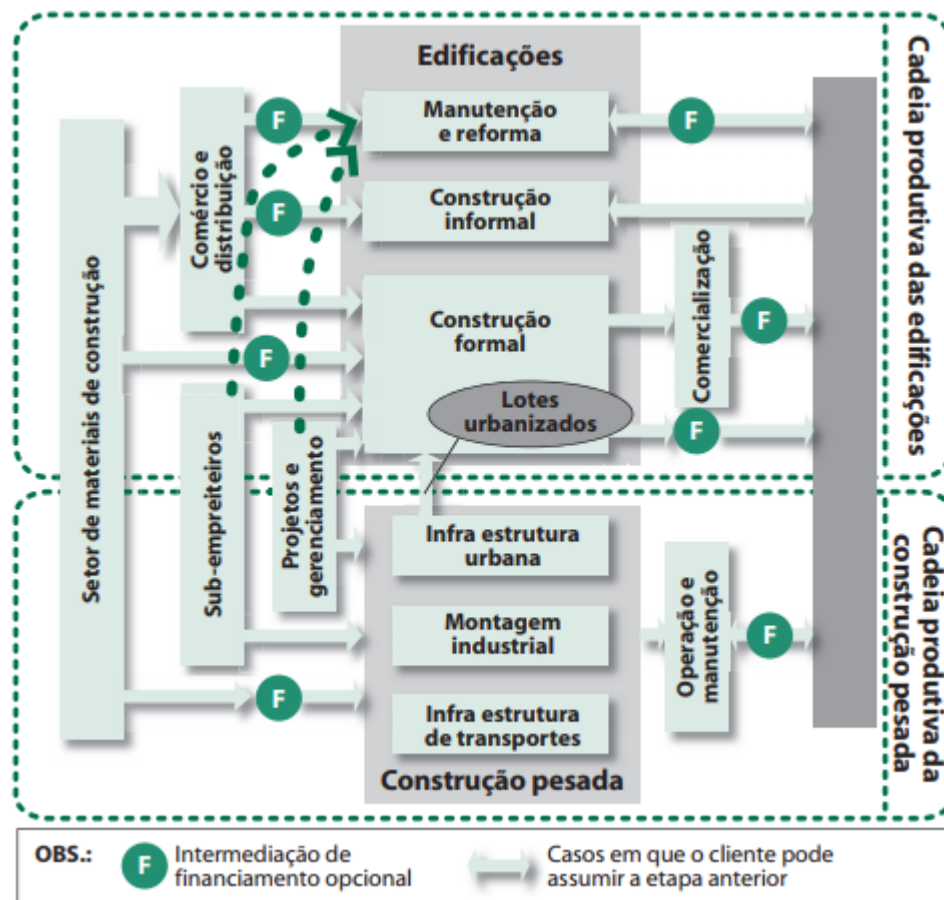 Edificações
Manutenção
e reforma
Construção
informal
Construção
formal
Lotes
urbanizados
Infra estrutura
urbana
Montagem
industrial
Infra estrutura
de transportes
Construção pesada
Setor de materiais de construção
Comércio e
distribuição
Sub-empreiteiros
Projetos e
gerenciamento
F
F
F
F
F
F
F
F
Comercialização
Operação e
manutenção
Cadeia produtiva das edificações
Cadeia produtiva da
construção pesada
OBS.:
F
Intermediação de
financiamento opcional
Casos em que o cliente pode
assumir a etapa anterior